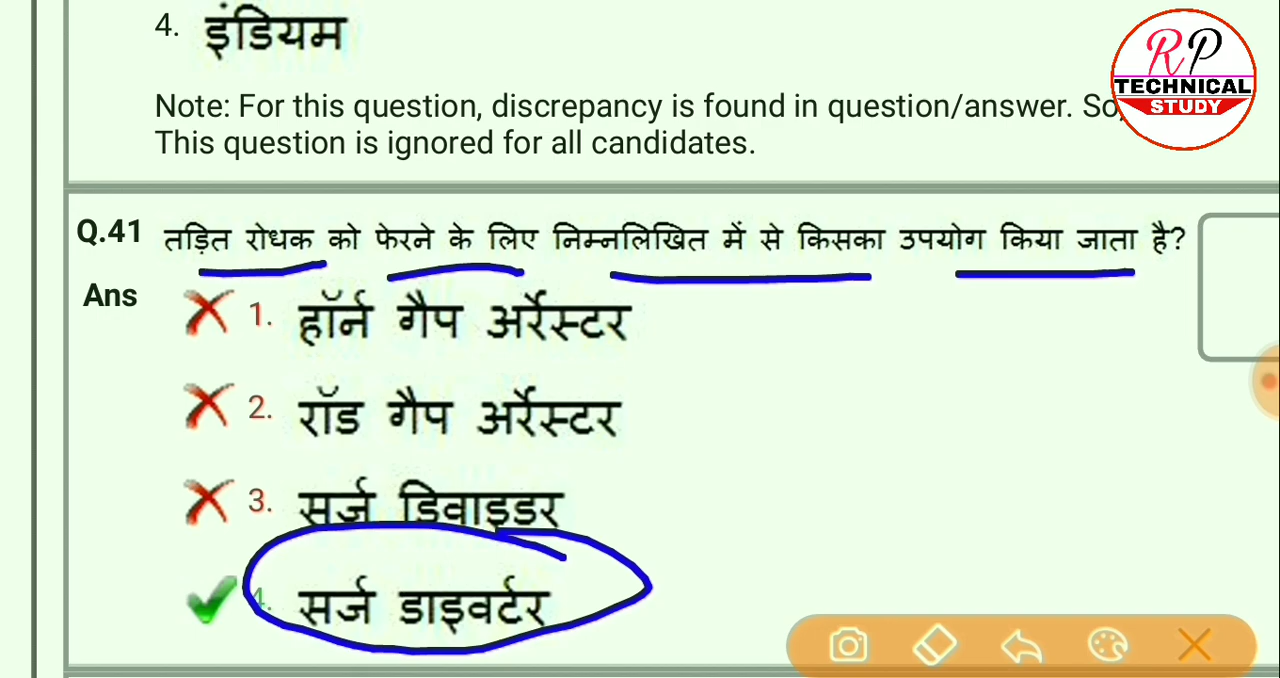 4. इंडियम
RP
TECHNICAL
STUDY
Note: For this question, discrepancy is found in question/answer. So,
This question is ignored for all candidates.
Q.41 तड़ित रोधक को फेरने के लिए निम्नलिखित में से किसका उपयोग किया जाता है?
Ans
1. हॉर्न गैप अर्रेस्टर
2. रॉड गैप अर्रेस्टर
3. सर्ज डिवाइडर
4. सर्ज डाइवर्टर